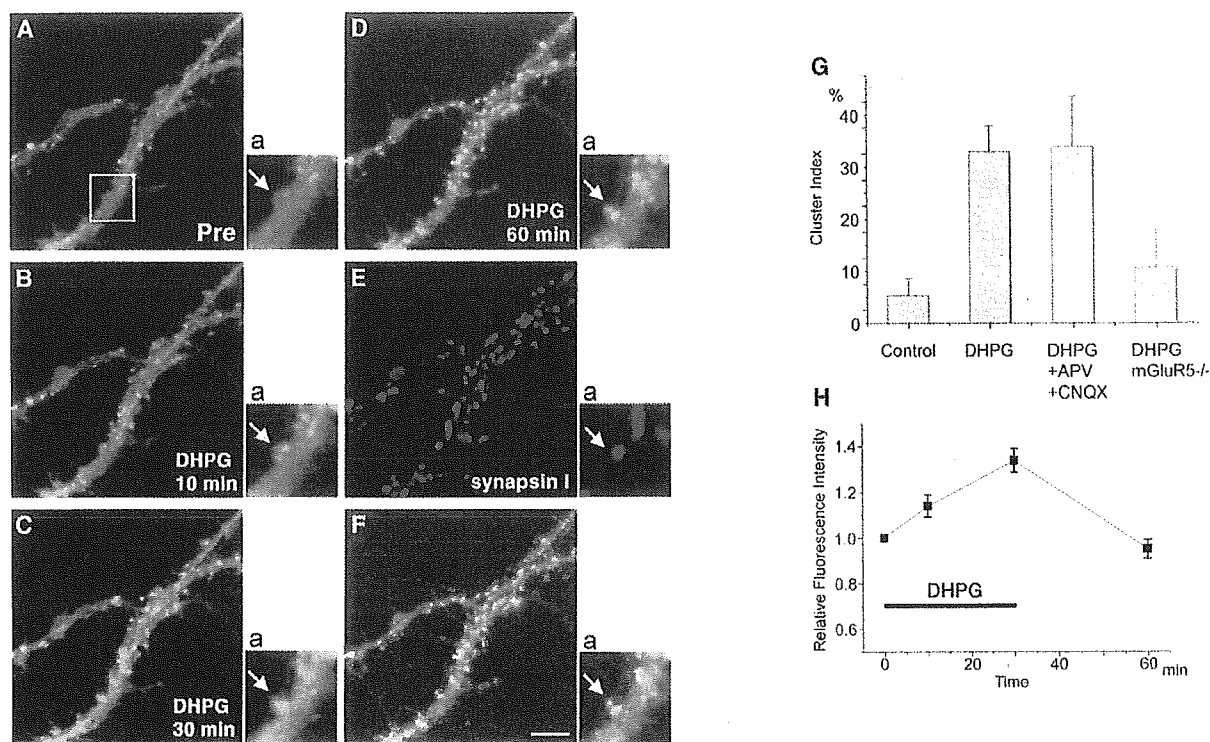 A
a
Pre
B
DHPG
10 min
a
C
DHPG
30 min
a
D
DHPG
60 min
a
E
synapsin I
a
F
a
G
%
40
30
20
10
0
Cluster Index
Control
DHPG
DHPG
+APV
+CNQX
DHPG
mGluR5-/-
H
Relative Fluorescence Intensity
1.4
1.2
1.0
0.8
0.6
DHPG
0
20
40
60 min
Time